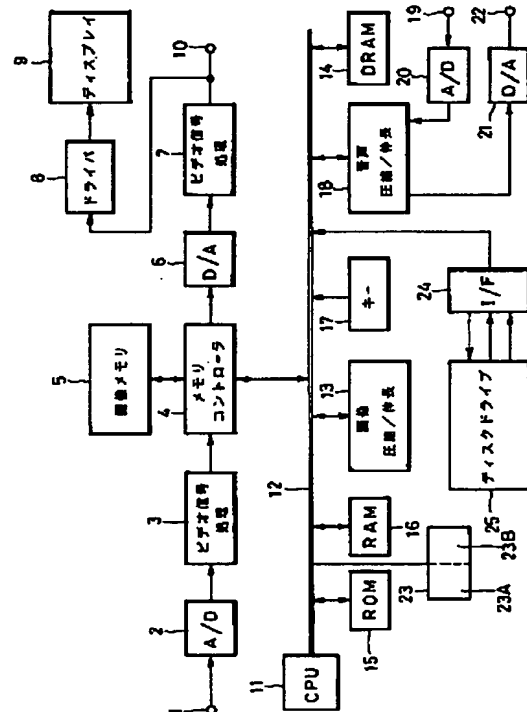 9
ディスプレイ
8
ドライバ
5
画像メモリ
10
7
ビデオ信号
処理
6
D/A
4
メモリ
コントローラ
3
ビデオ信号
処理
2
A/D
1
11
CPU
12
15
ROM
16
RAM
13
画像
圧縮/伸長
17
キー
18
音声
圧縮/伸長
14
DRAM
19
20
A/D
22
21
D/A
23
23A
23B
25
ディスクドライブ
24
I/F